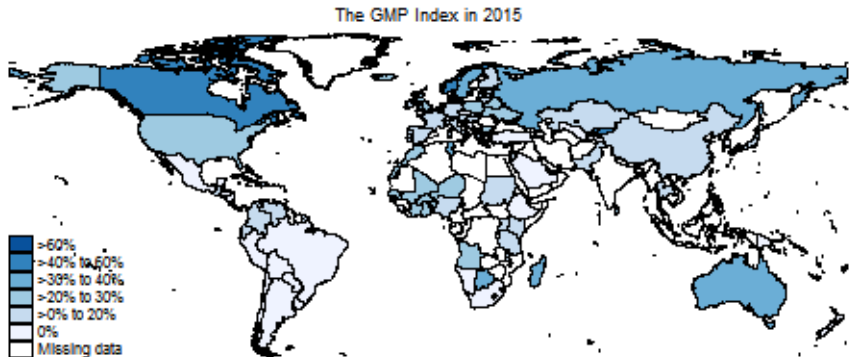 The GMP Index in 2015
>60%
>40% to 60%
>30% to 40%
>20% to 30%
>0% to 20%
0%
Missing data